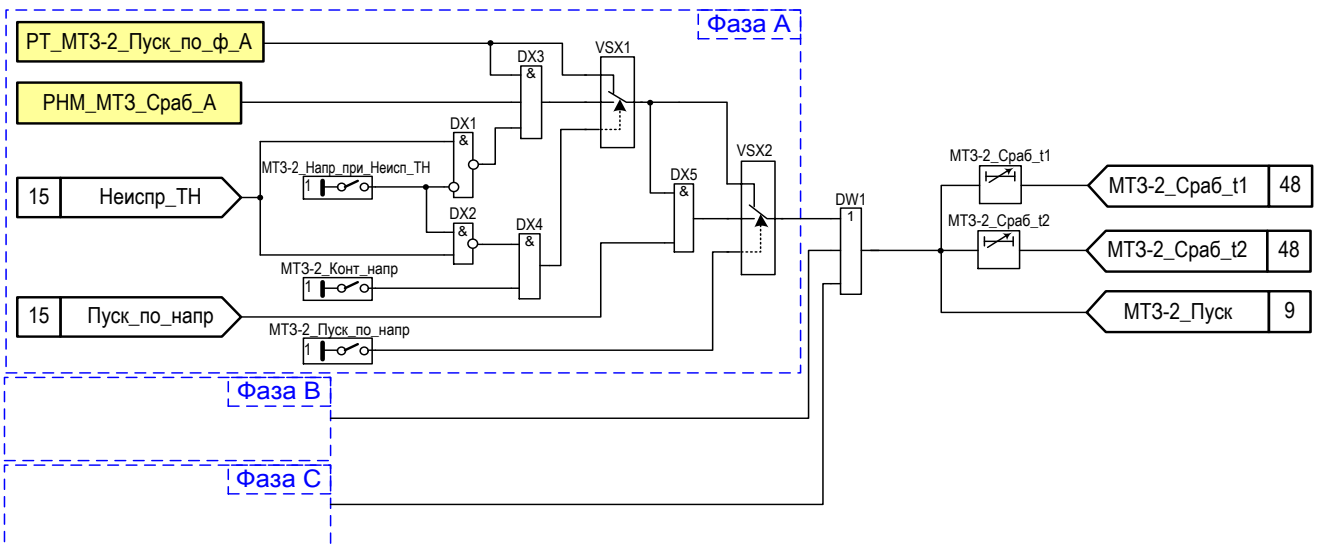 Фаза А
РТ_МТЗ-2_Пуск_по_ф_А
VSX1
DX3
&
РНМ_МТЗ_Сраб_А
DX1
&
VSX2
МТЗ-2_Сраб_t1
МТЗ-2_Напр_при_Неисп_ТН
1
DX5
&
МТЗ-2_Сраб_t1 48
15 Неиспр_ТН
DW1
1
DX2
&
DX4
&
МТЗ-2_Сраб_t2
МТЗ-2_Сраб_t2 48
МТЗ-2_Конт_напр
1
15 Пуск_по_напр
МТЗ-2_Пуск 9
МТЗ-2_Пуск_по_напр
1
Фаза В
Фаза С